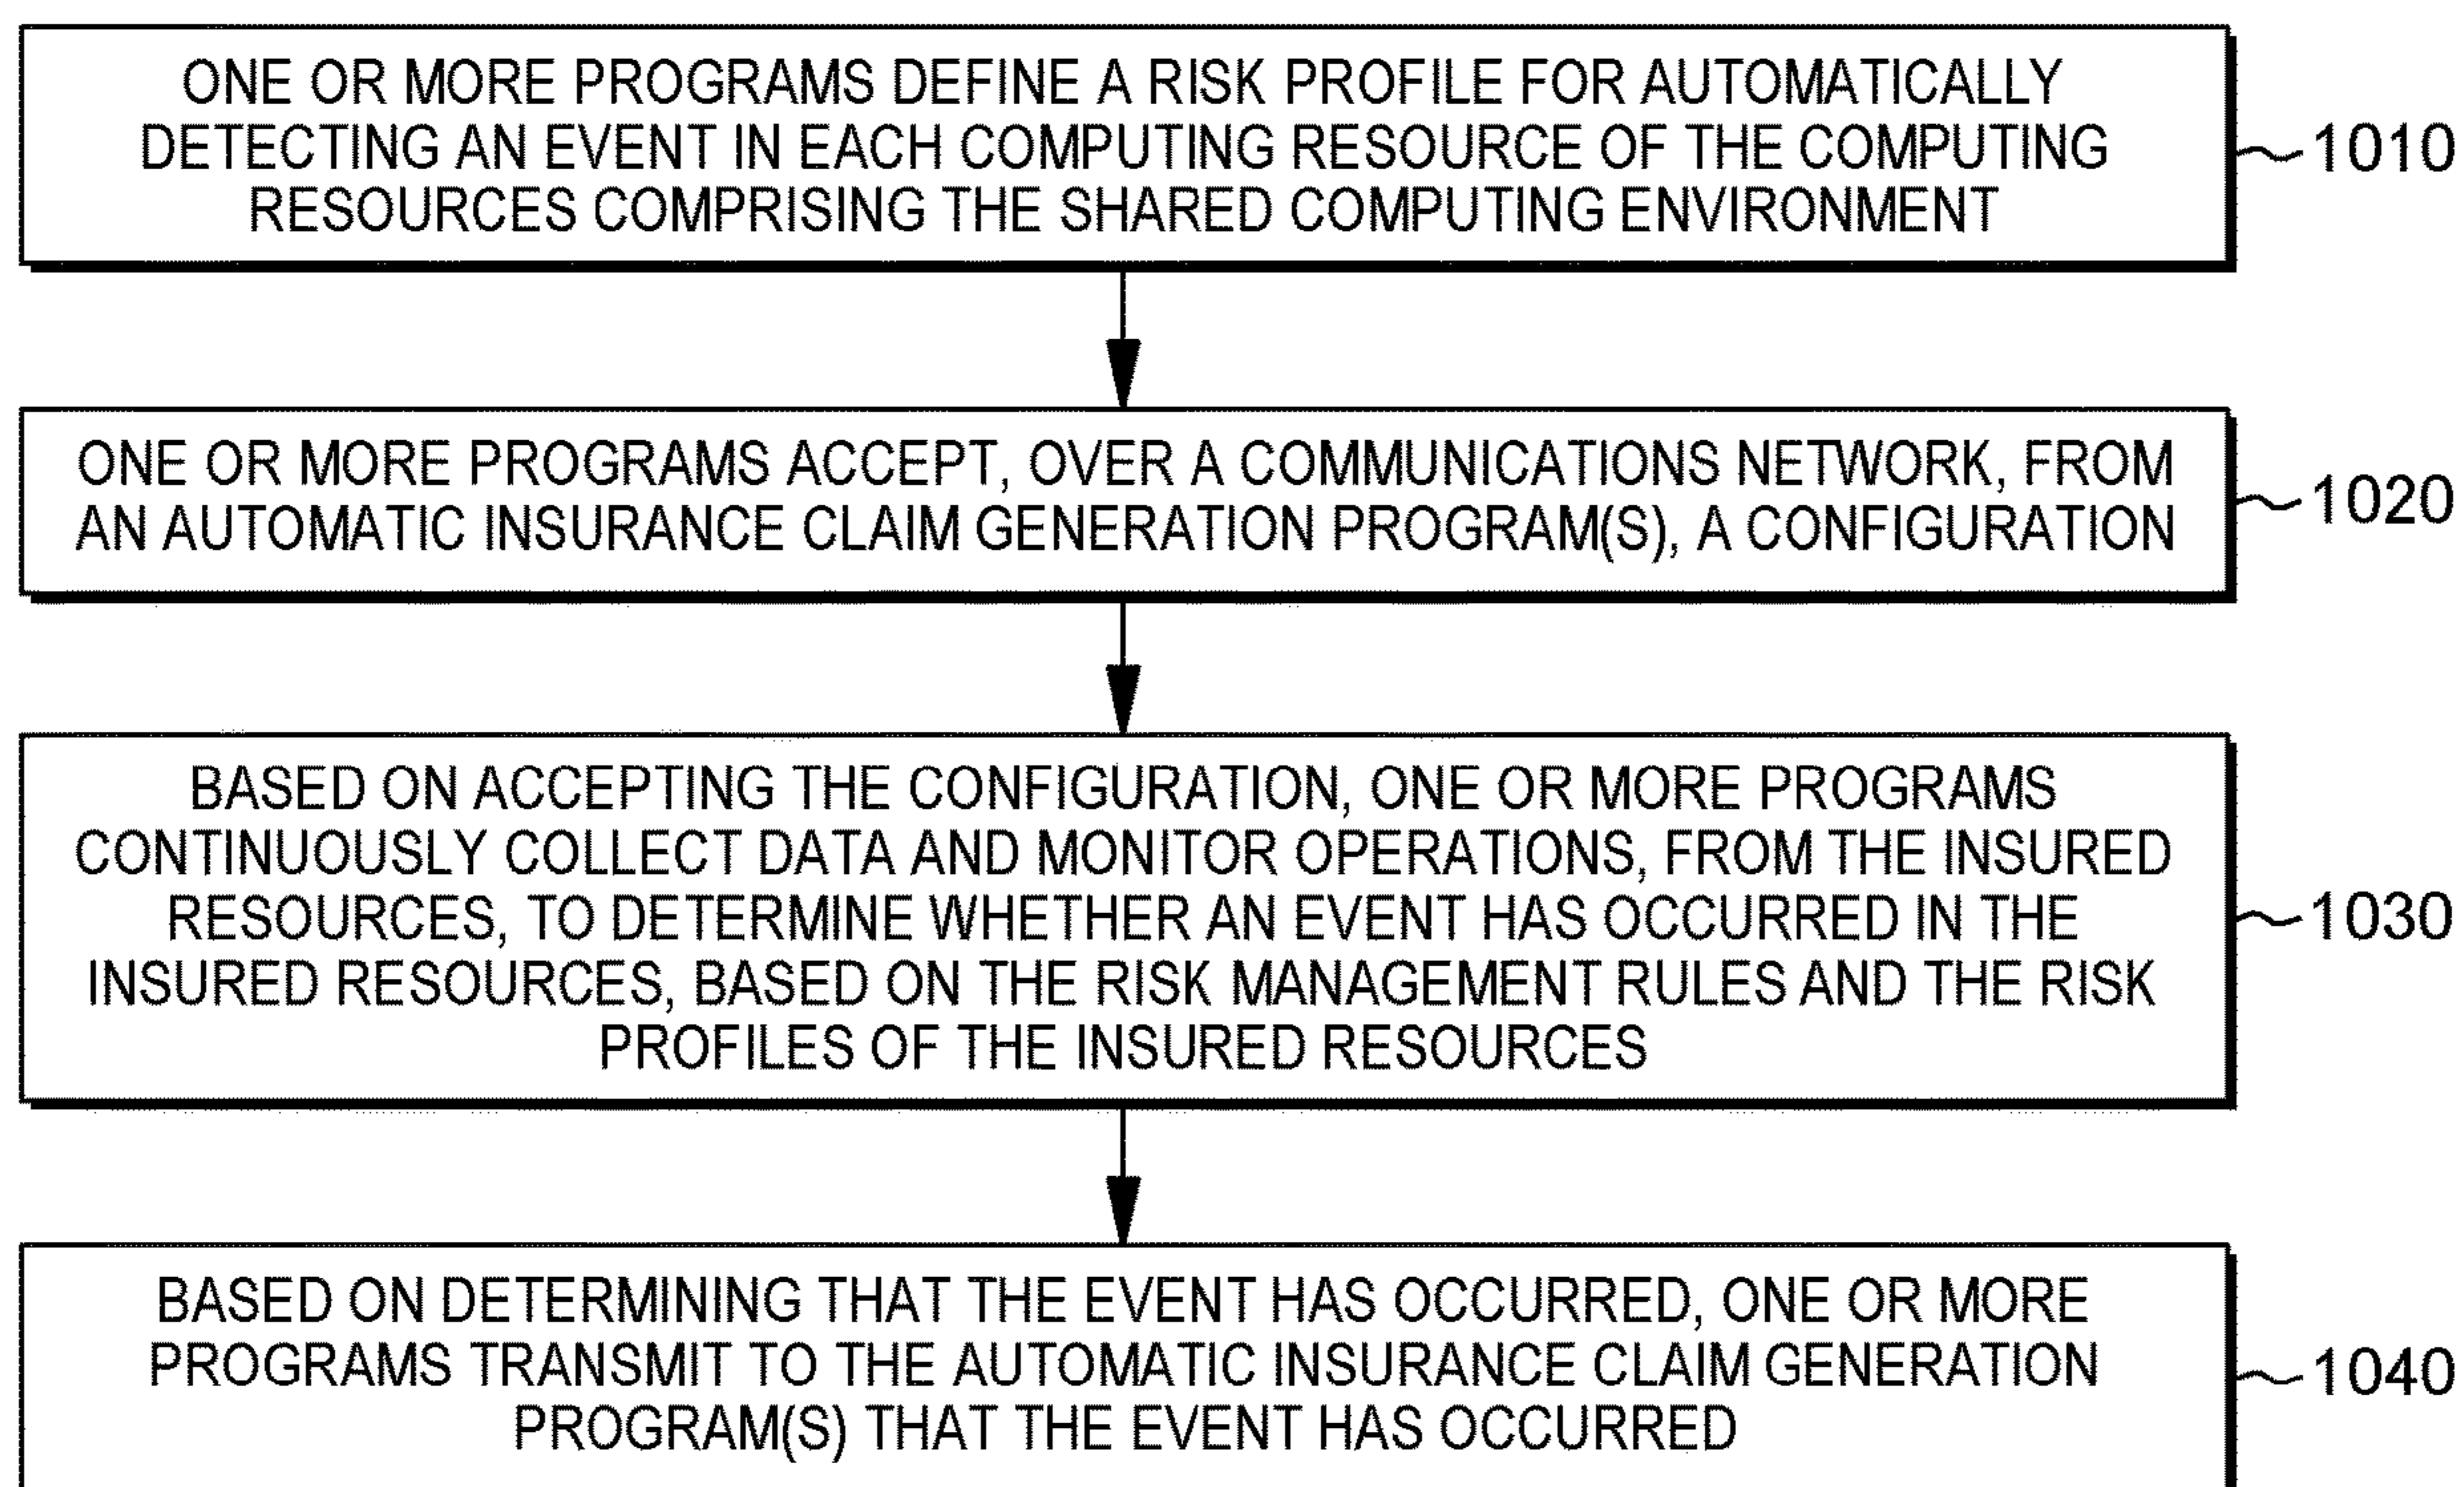 ONE OR MORE PROGRAMS DEFINE A RISK PROFILE FOR AUTOMATICALLY
DETECTING AN EVENT IN EACH COMPUTING RESOURCE OF THE COMPUTING
RESOURCES COMPRISING THE SHARED COMPUTING ENVIRONMENT
1010
ONE OR MORE PROGRAMS ACCEPT, OVER A COMMUNICATIONS NETWORK, FROM
AN AUTOMATIC INSURANCE CLAIM GENERATION PROGRAM(S), A CONFIGURATION
1020
BASED ON ACCEPTING THE CONFIGURATION, ONE OR MORE PROGRAMS
CONTINUOUSLY COLLECT DATA AND MONITOR OPERATIONS, FROM THE INSURED
RESOURCES, TO DETERMINE WHETHER AN EVENT HAS OCCURRED IN THE
INSURED RESOURCES, BASED ON THE RISK MANAGEMENT RULES AND THE RISK
PROFILES OF THE INSURED RESOURCES
1030
BASED ON DETERMINING THAT THE EVENT HAS OCCURRED, ONE OR MORE
PROGRAMS TRANSMIT TO THE AUTOMATIC INSURANCE CLAIM GENERATION
PROGRAM(S) THAT THE EVENT HAS OCCURRED
1040